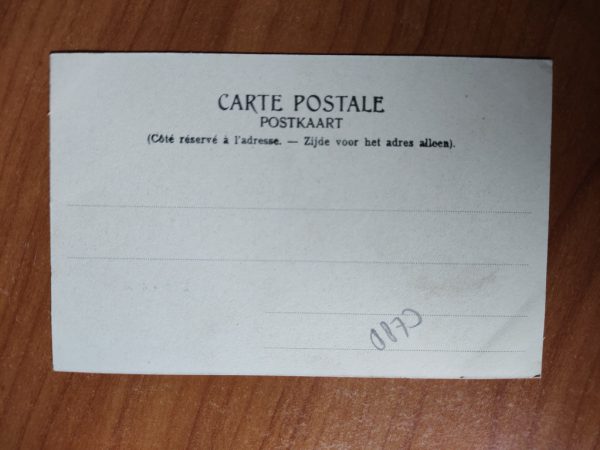 CARTE POSTALE
POSTKAART
(Côté réservé à l'adresse. — Zijde voor het adres alleen).